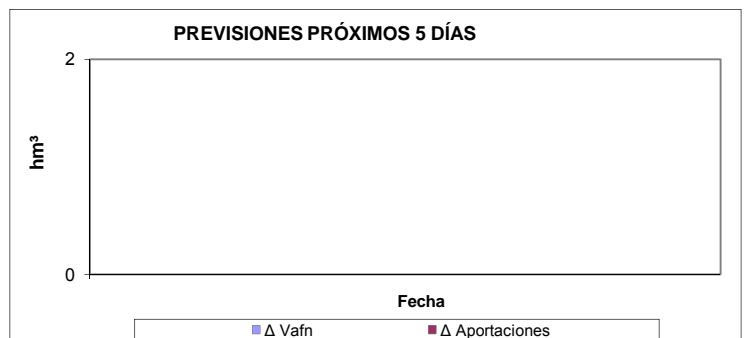 PREVISIONES PRÓXIMOS 5 DÍAS
2
hm³
0
Fecha
Δ Vafn Δ Aportaciones